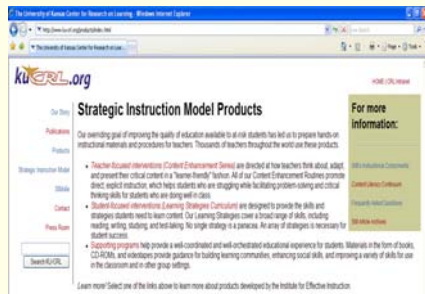 The University of Kansas Center for Research on Learning - Windows Internet Explorer
The University of Kansas Center for Research on Lear...
Page
Tools
kuCRL.org
HOME | CRL Intranet
Our Story
Publications
Products
Strategic Instruction Model
SIMville
Contact
Press Room
Search KU-CRL
Strategic Instruction Model Products
Our overriding goal of improving the quality of education available to at-risk students has led us to prepare hands-on
instructional materials and procedures for teachers. Thousands of teachers throughout the world use these products.
• Teacher-focused interventions (Content Enhancement Series) are directed at how teachers think about, adapt,
and present their critical content in a "learner-friendly" fashion. All of our Content Enhancement Routines promote
direct, explicit instruction, which helps students who are struggling while facilitating problem-solving and critical
thinking skills for students who are doing well in class.
• Student-focused interventions (Learning Strategies Curriculum) are designed to provide the skills and
strategies students need to learn content. Our Learning Strategies cover a broad range of skills, including
reading, writing, studying, and test-taking. No single strategy is a panacea. An array of strategies is necessary for
student success.
• Supporting programs help provide a well-coordinated and well-orchestrated educational experience for students. Materials in the form of books,
CD-ROMs, and videotapes provide guidance for building learning communities, enhancing social skills, and improving a variety of skills for use
in the classroom and in other group settings.
Learn more! Select one of the links above to learn more about products developed by the Institute for Effective Instruction.
For more
information:
Content Literacy Continuum
Frequently Asked Questions